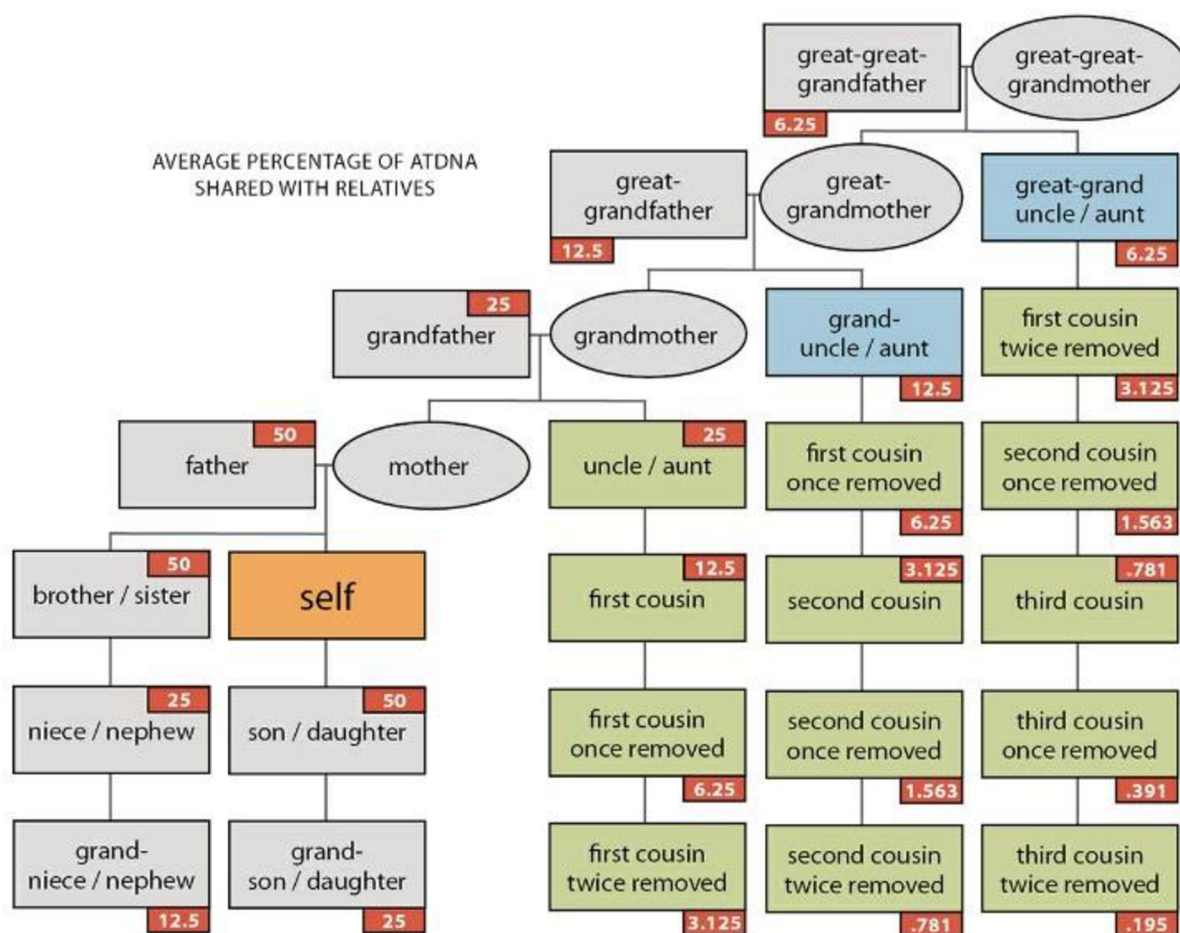 great-great-
grandfather
6.25
great-great-
grandmother
AVERAGE PERCENTAGE OF ATDNA
SHARED WITH RELATIVES
great-
grandfather
12.5
great-
grandmother
great-grand
uncle / aunt
6.25
25
grandfather
grandmother
grand-
uncle / aunt
12.5
first cousin
twice removed
3.125
50
father
mother
25
uncle / aunt
first cousin
once removed
6.25
second cousin
once removed
1.563
50
brother / sister
self
12.5
first cousin
3.125
second cousin
.781
third cousin
25
niece / nephew
50
son / daughter
first cousin
once removed
6.25
second cousin
once removed
1.563
third cousin
once removed
.391
grand-
niece / nephew
12.5
grand-
son / daughter
25
first cousin
twice removed
3.125
second cousin
twice removed
.781
third cousin
twice removed
.195